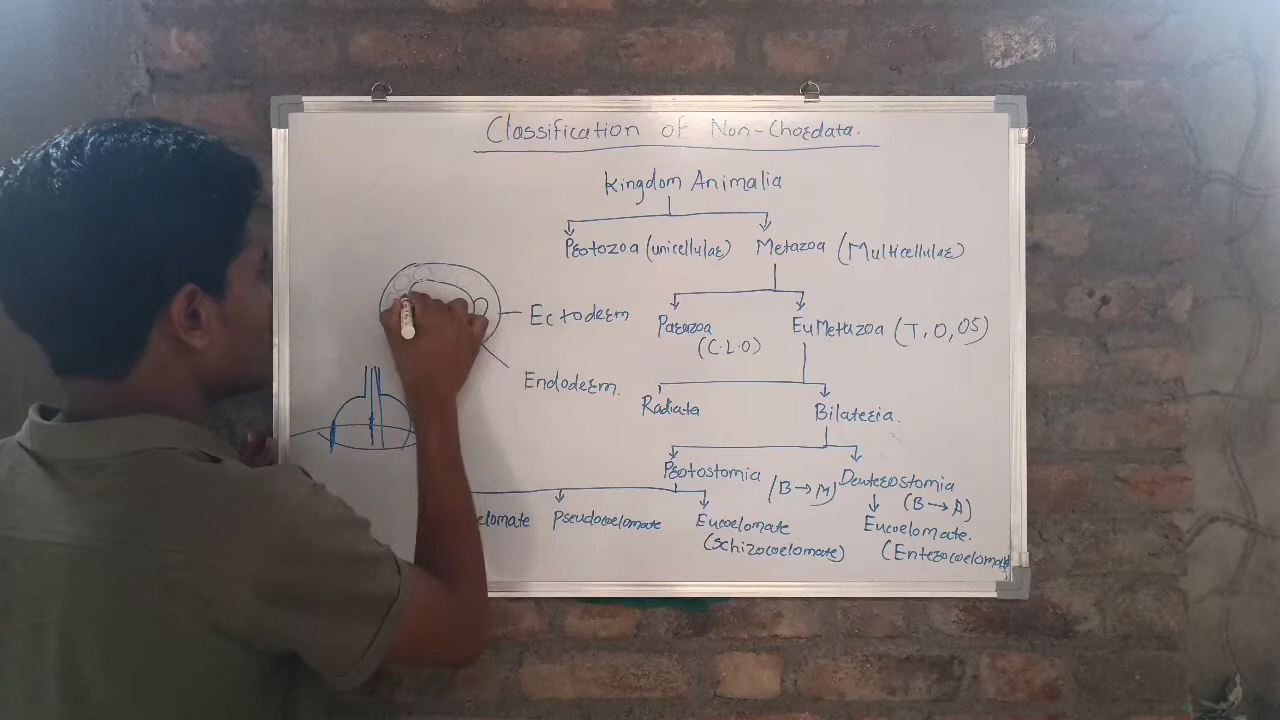 Classification of Non-Chordata.
Kingdom Animalia
Protozoa (unicellular) Metazoa (Multicellular)
Ectoderm
Parazoa
(C.L.O)
EuMetazoa (T, O, OS)
Endoderm.
Radiata
Bilateria.
Protostomia
(B→M)
Deuterostomia
(B→A)
elomate Pseudocoelomate Eucoelomate
(Schizocoelomate)
Eucoelomate.
(Enterocoelomate